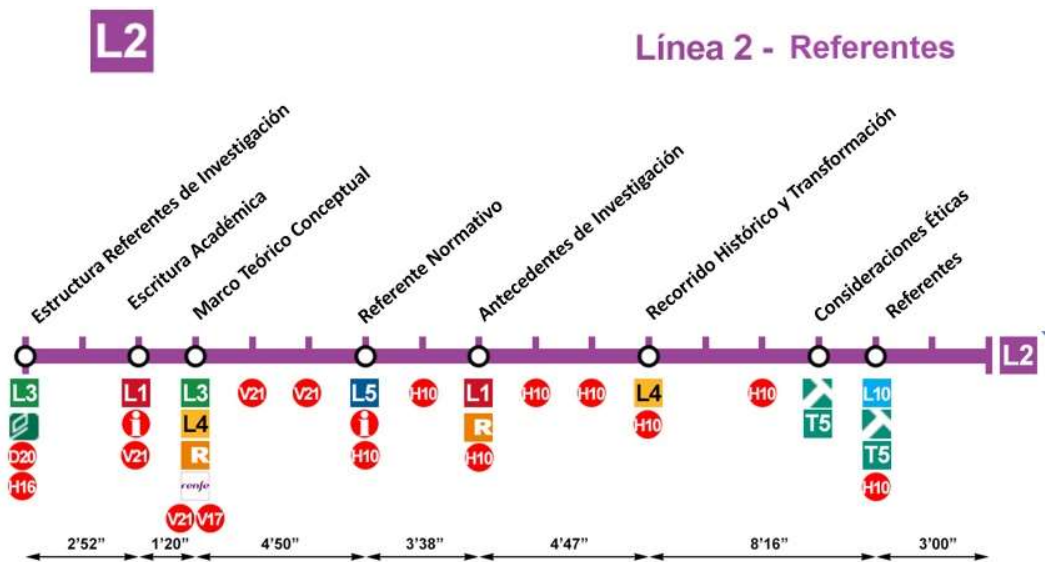 L2
Línea 2 - Referentes
Estructura Referentes de Investigación
Escritura Académica
Marco Teórico Conceptual
Referente Normativo
Antecedentes de Investigación
Recorrido Histórico y Transformación
Consideraciones Éticas
Referentes
L2
L3
D20
H16
L1
i
V21
L3
L4
R
renfe
V21 V17
V21
V21
L5
i
H10
H10
L1
R
H10
H10
H10
L4
H10
H10
T5
L10
T5
H10
2'52” 1'20” 4'50” 3'38” 4'47” 8'16” 3'00”